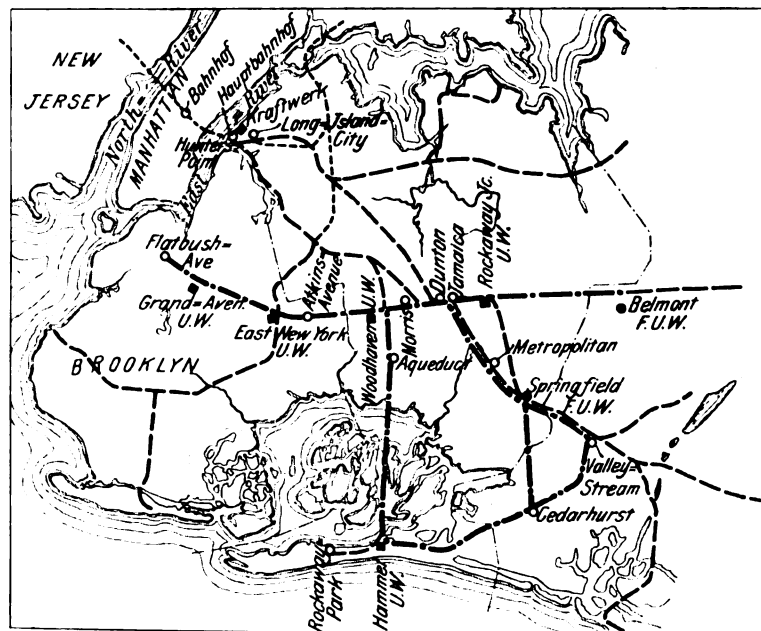 NEW
JERSEY
North-River
MANHATTAN
Bahnhof
Hauptbahnhof
East River
Kraftwerk
Long-Island-
City
Hunter
Point
Flatbush-
Ave
Grand-Aven.
U.W.
East New York
U.W.
Atkins
Avenue
Woodhaven U.W.
Morris
Dunton
Jamaica
Rockaway Jc.
U.W.
Belmont
F.U.W.
BROOKLYN
Aqueduct
Metropolitan
Springfield
F.U.W.
Valley-
Stream
Cedarhurst
Rockaway-
Park
Hammel
U.W.